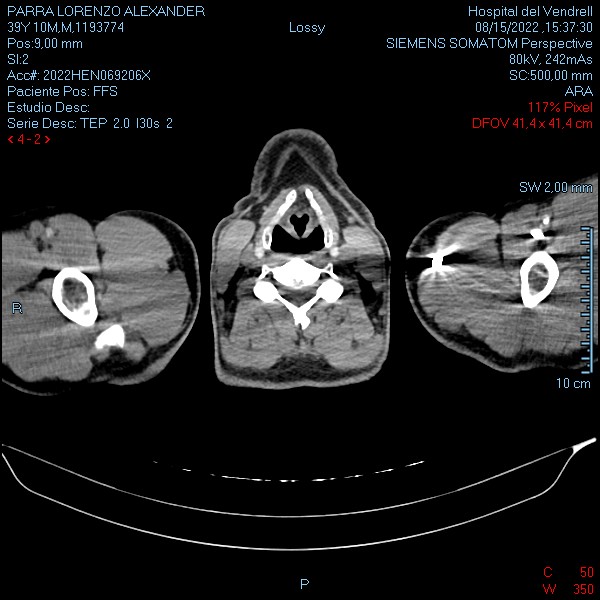 PARRA LORENZO ALEXANDER
39Y 10M,M,1193774
Pos:9,00 mm
SI:2
Acc#: 2022HEN069206X
Paciente Pos: FFS
Estudio Desc:
Serie Desc: TEP 2.0 I30s 2
< 4 - 2 >
Lossy
Hospital del Vendrell
08/15/2022 ,15:37:30
SIEMENS SOMATOM Perspective
80kV, 242mAs
SC:500,00 mm
ARA
117% Pixel
DFOV 41,4 x 41,4 cm
SW 2,00 mm
R
10 cm
P
C 50
W 350